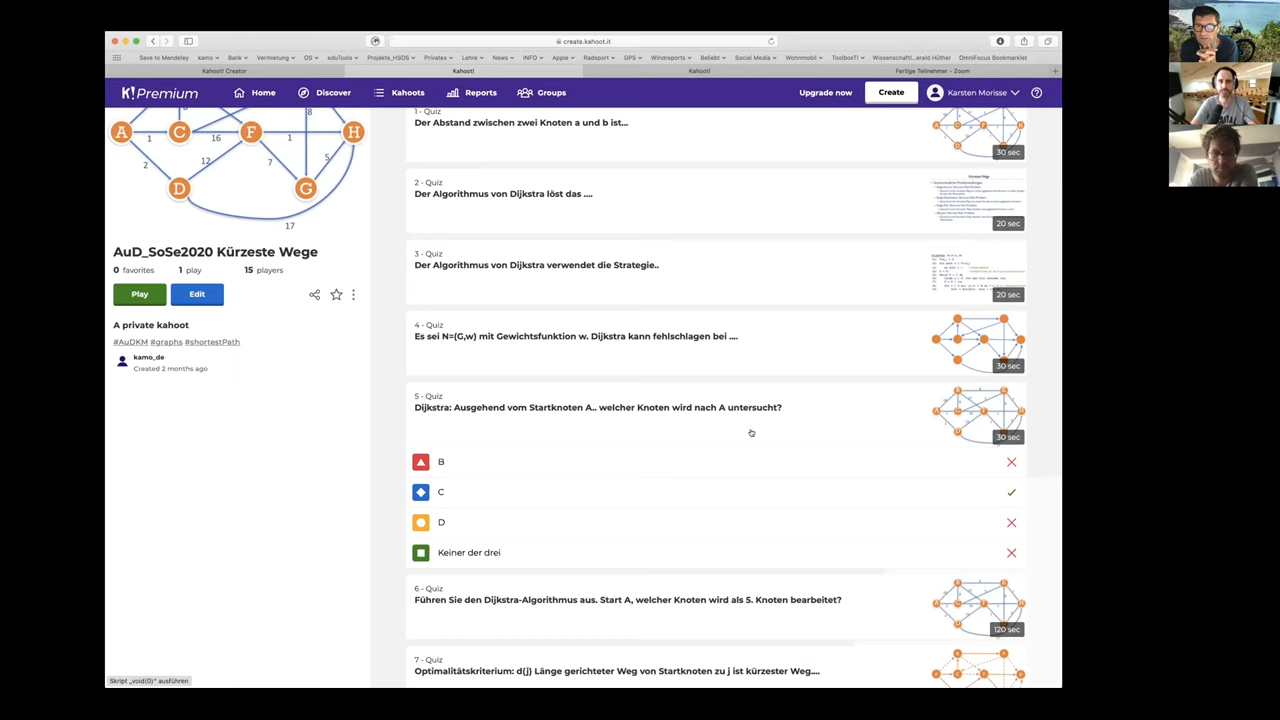 create.kahoot.it
Save to Mendeley kamo Bank Vermietung OS eduTools Projekte_HSOS Privates Lehre News INFO Apple Radsport GPS Windreports Beliebt Social Media Wohnmobil ToolboxTI Wissenschaft!...erald Hüther OmniFocus Bookmarklet
Kahoot! Creator Kahoot! Kahoot! Fertige Teilnehmer – Zoom
K! Premium Home Discover Kahoots Reports Groups Upgrade now Create Karsten Morisse
A 1 C 16 F 1 H
8
2 12 7 5
D G
17
AuD_SoSe2020 Kürzeste Wege
0 favorites 1 play 15 players
Play Edit
A private kahoot
#AuDKM #graphs #shortestPath
kamo_de
Created 2 months ago
1 - Quiz
Der Abstand zwischen zwei Knoten a und b ist...
30 sec
2 - Quiz
Der Algorithmus von Dijkstra löst das ....
20 sec
3 - Quiz
Der Algorithmus von Dijkstra verwendet die Strategie..
20 sec
4 - Quiz
Es sei N=(G,w) mit Gewichtsfunktion w. Dijkstra kann fehlschlagen bei ....
30 sec
5 - Quiz
Dijkstra: Ausgehend vom Startknoten A.. welcher Knoten wird nach A untersucht?
30 sec
B
C
D
Keiner der drei
6 - Quiz
Führen Sie den Dijkstra-Algorithmus aus. Start A, welcher Knoten wird als 5. Knoten bearbeitet?
120 sec
7 - Quiz
Optimalitätskriterium: d(j) Länge gerichteter Weg von Startknoten zu j ist kürzester Weg....
Skript „void(0)" ausführen